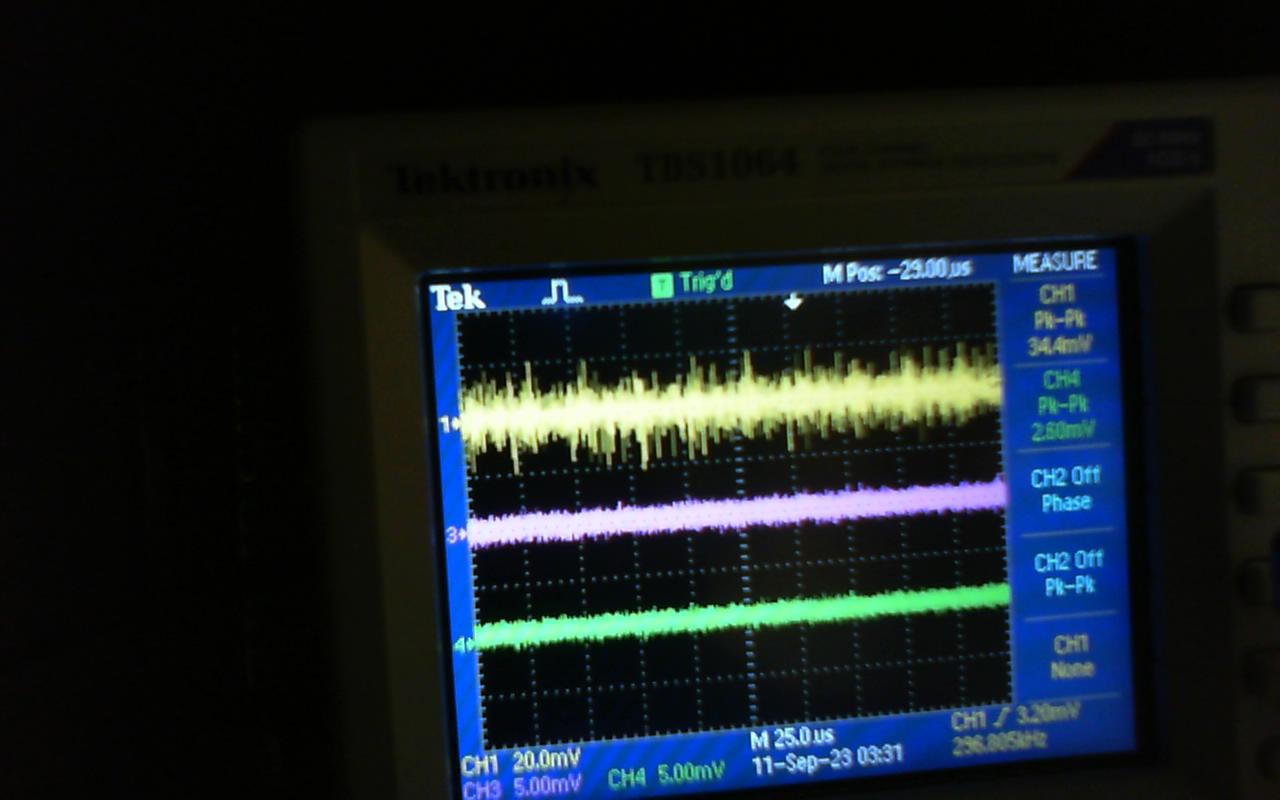 Tektronix TBS1064
Tek Trig'd M Pos: -29.00µs MEASURE
CH1
Pk-Pk
34.4mV
CH4
Pk-Pk
2.60mV
CH2 Off
Phase
CH2 Off
Pk-Pk
CH1
None
1
3
4
CH1 20.0mV M 25.0µs CH1 3.20mV
CH3 5.00mV CH4 5.00mV 11-Sep-23 03:31 296.805kHz